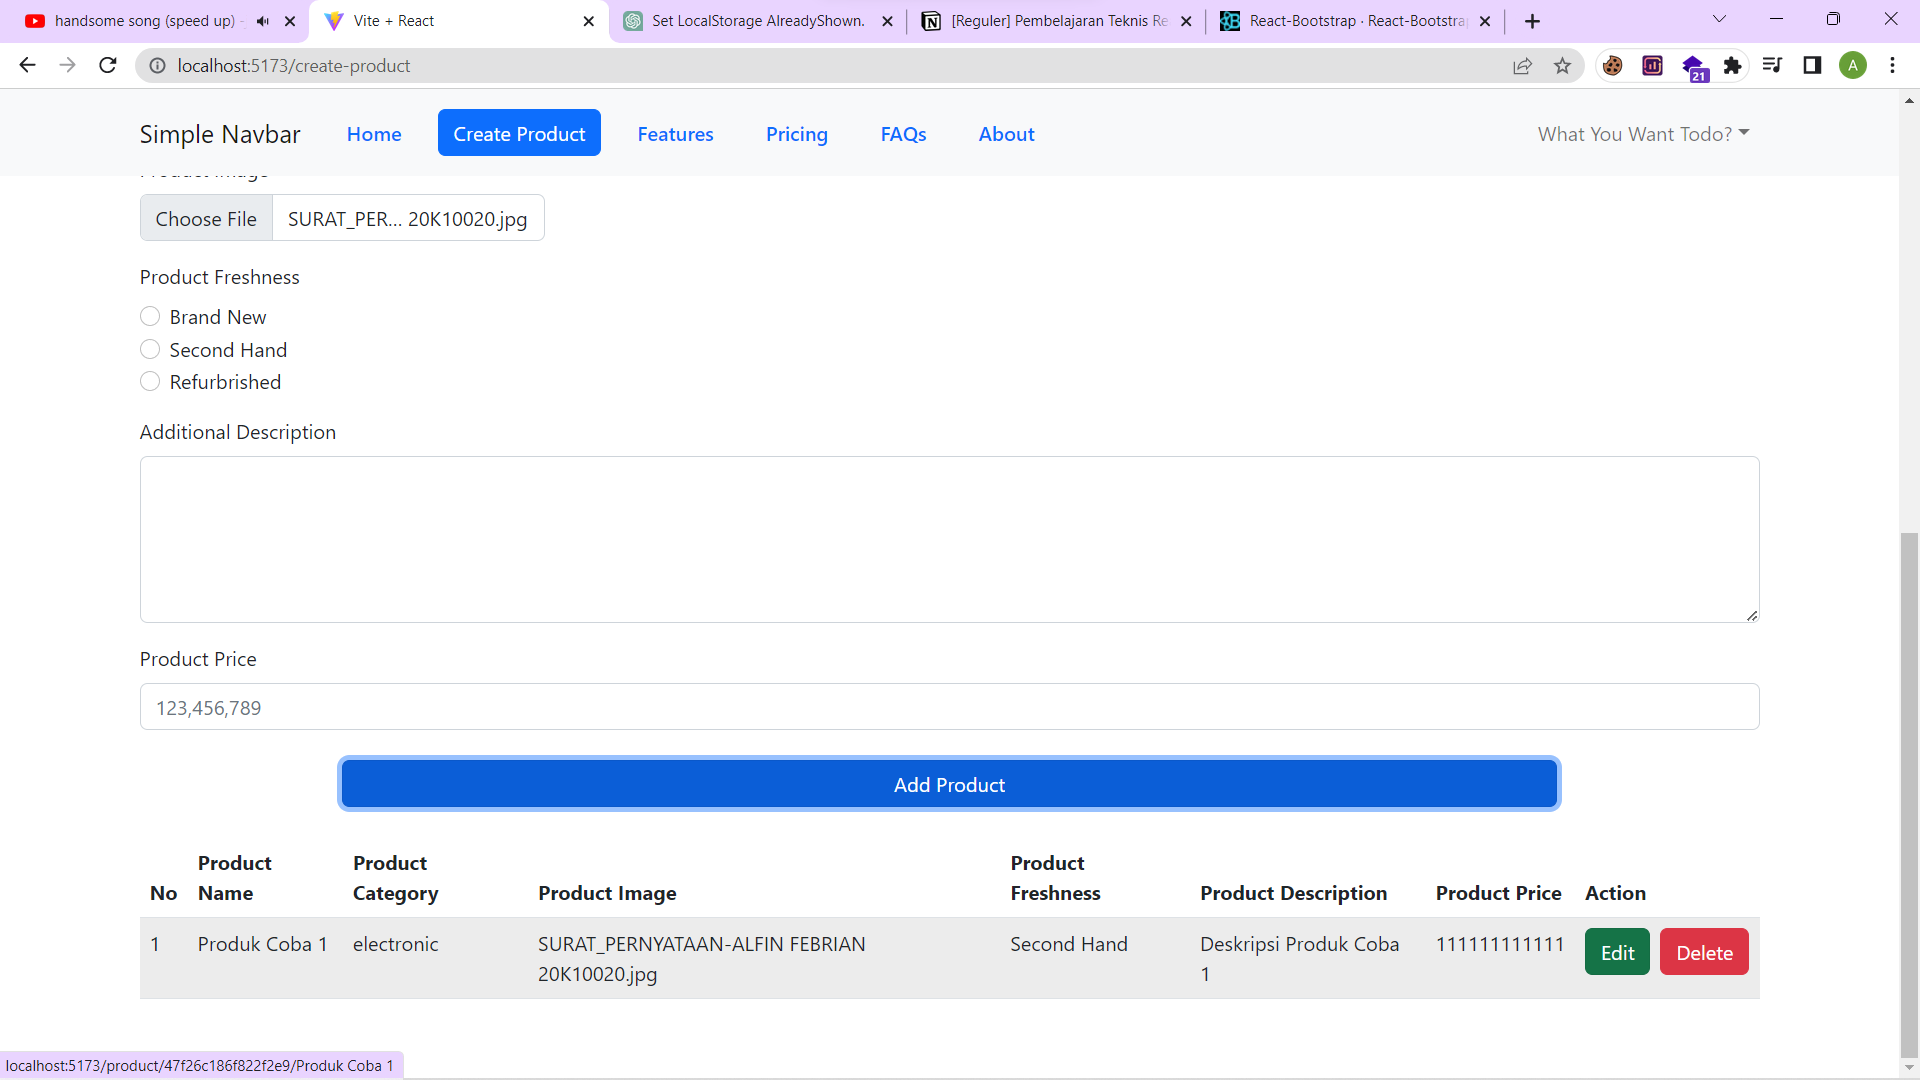 handsome song (speed up)
Vite + React
Set LocalStorage AlreadyShown.
[Reguler] Pembelajaran Teknis Re
React-Bootstrap · React-Bootstra
localhost:5173/create-product
21
A
Simple Navbar
Home
Create Product
Features
Pricing
FAQs
About
What You Want Todo?
Product Image
Choose File
SURAT_PER... 20K10020.jpg
Product Freshness
Brand New
Second Hand
Refurbrished
Additional Description
Product Price
123,456,789
Add Product
No
Product
Name
Product
Category
Product Image
Product
Freshness
Product Description
Product Price
Action
1
Produk Coba 1
electronic
SURAT_PERNYATAAN-ALFIN FEBRIAN
20K10020.jpg
Second Hand
Deskripsi Produk Coba
1
111111111111
Edit
Delete
localhost:5173/product/47f26c186f822f2e9/Produk Coba 1